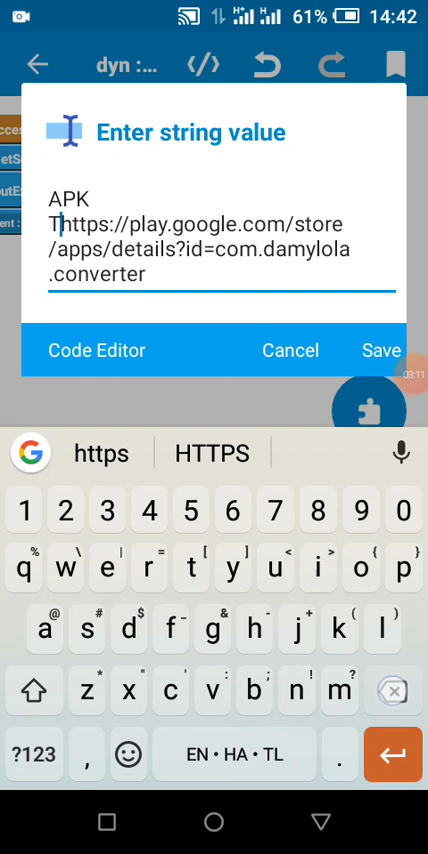 H+ H 61% 14:42
dyn :... </>
Enter string value
APK
Thttps://play.google.com/store
/apps/details?id=com.damylola
.converter
Code Editor Cancel Save
03:11
https HTTPS
1 2 3 4 5 6 7 8 9 0
% \ | = [ ] < > { }
q w e r t y u i o p
@ # $ _ & - + ( )
a s d f g h j k l
* " ' : ; ! ?
z x c v b n m
?123 , EN • HA • TL .